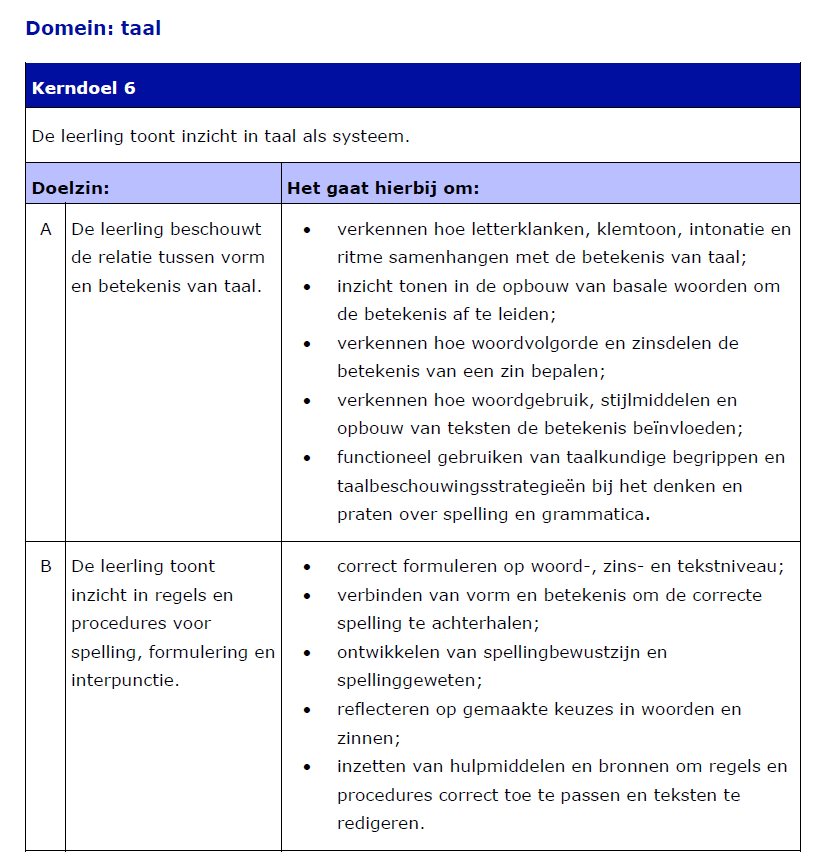 Domein: taal
Kerndoel 6
De leerling toont inzicht in taal als systeem.
Doelzin:
Het gaat hierbij om:
A
De leerling beschouwt
de relatie tussen vorm
en betekenis van taal.
• verkennen hoe letterklanken, klemtoon, intonatie en
ritme samenhangen met de betekenis van taal;
• inzicht tonen in de opbouw van basale woorden om
de betekenis af te leiden;
• verkennen hoe woordvolgorde en zinsdelen de
betekenis van een zin bepalen;
• verkennen hoe woordgebruik, stijlmiddelen en
opbouw van teksten de betekenis beïnvloeden;
• functioneel gebruiken van taalkundige begrippen en
taalbeschouwingsstrategieën bij het denken en
praten over spelling en grammatica.
B
De leerling toont
inzicht in regels en
procedures voor
spelling, formulering en
interpunctie.
• correct formuleren op woord-, zins- en tekstniveau;
• verbinden van vorm en betekenis om de correcte
spelling te achterhalen;
• ontwikkelen van spellingbewustzijn en
spellinggeweten;
• reflecteren op gemaakte keuzes in woorden en
zinnen;
• inzetten van hulpmiddelen en bronnen om regels en
procedures correct toe te passen en teksten te
redigeren.